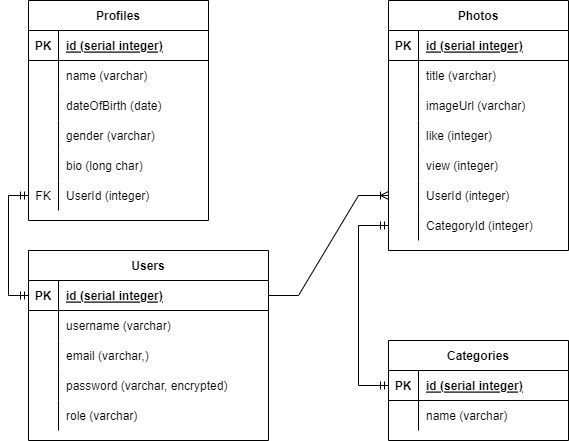 Profiles
PK id (serial integer)
name (varchar)
dateOfBirth (date)
gender (varchar)
bio (long char)
FK UserId (integer)
Users
PK id (serial integer)
username (varchar)
email (varchar,)
password (varchar, encrypted)
role (varchar)
Photos
PK id (serial integer)
title (varchar)
imageUrl (varchar)
like (integer)
view (integer)
UserId (integer)
CategoryId (integer)
Categories
PK id (serial integer)
name (varchar)